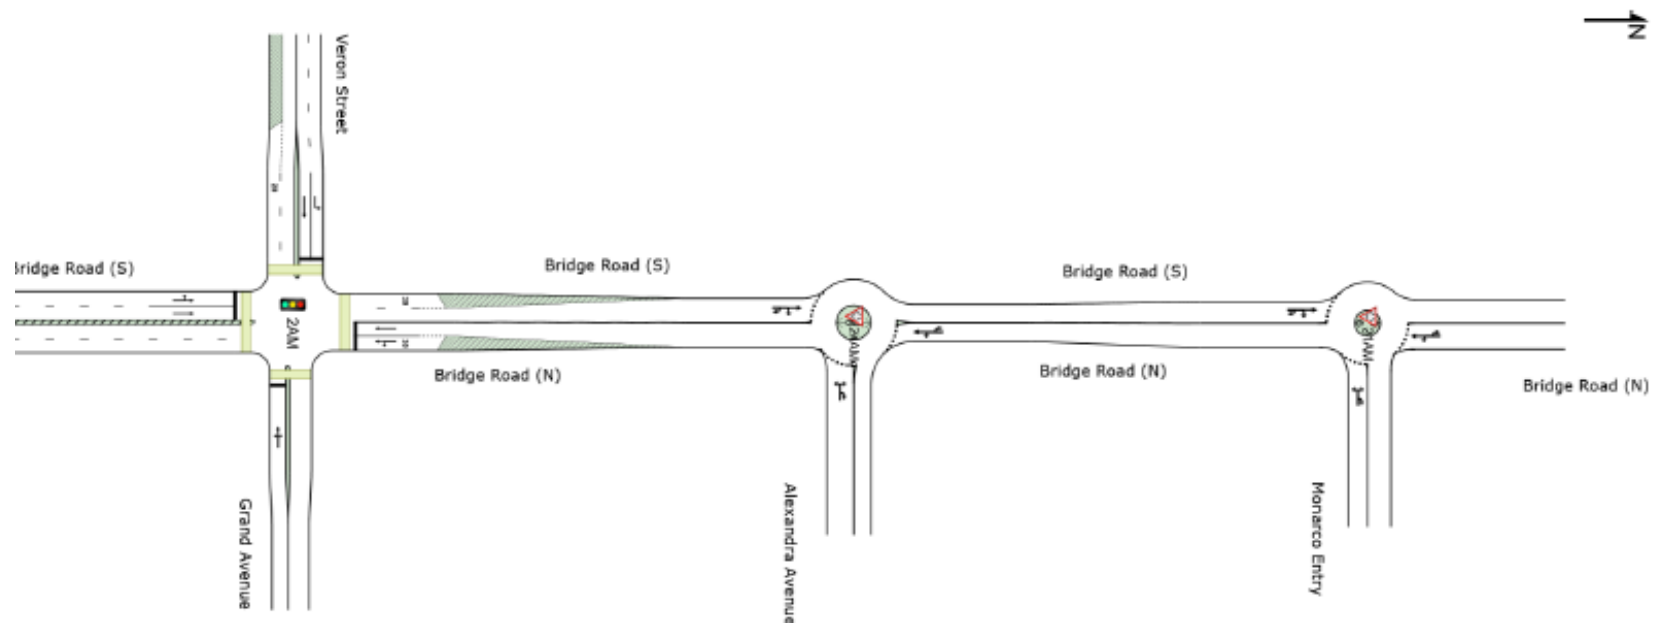 N
Veron Street
Bridge Road (S)
Bridge Road (S)
Bridge Road (S)
2AM
Bridge Road (N)
Bridge Road (N)
Bridge Road (N)
Grand Avenue
Alexandra Avenue
Monarco Entry